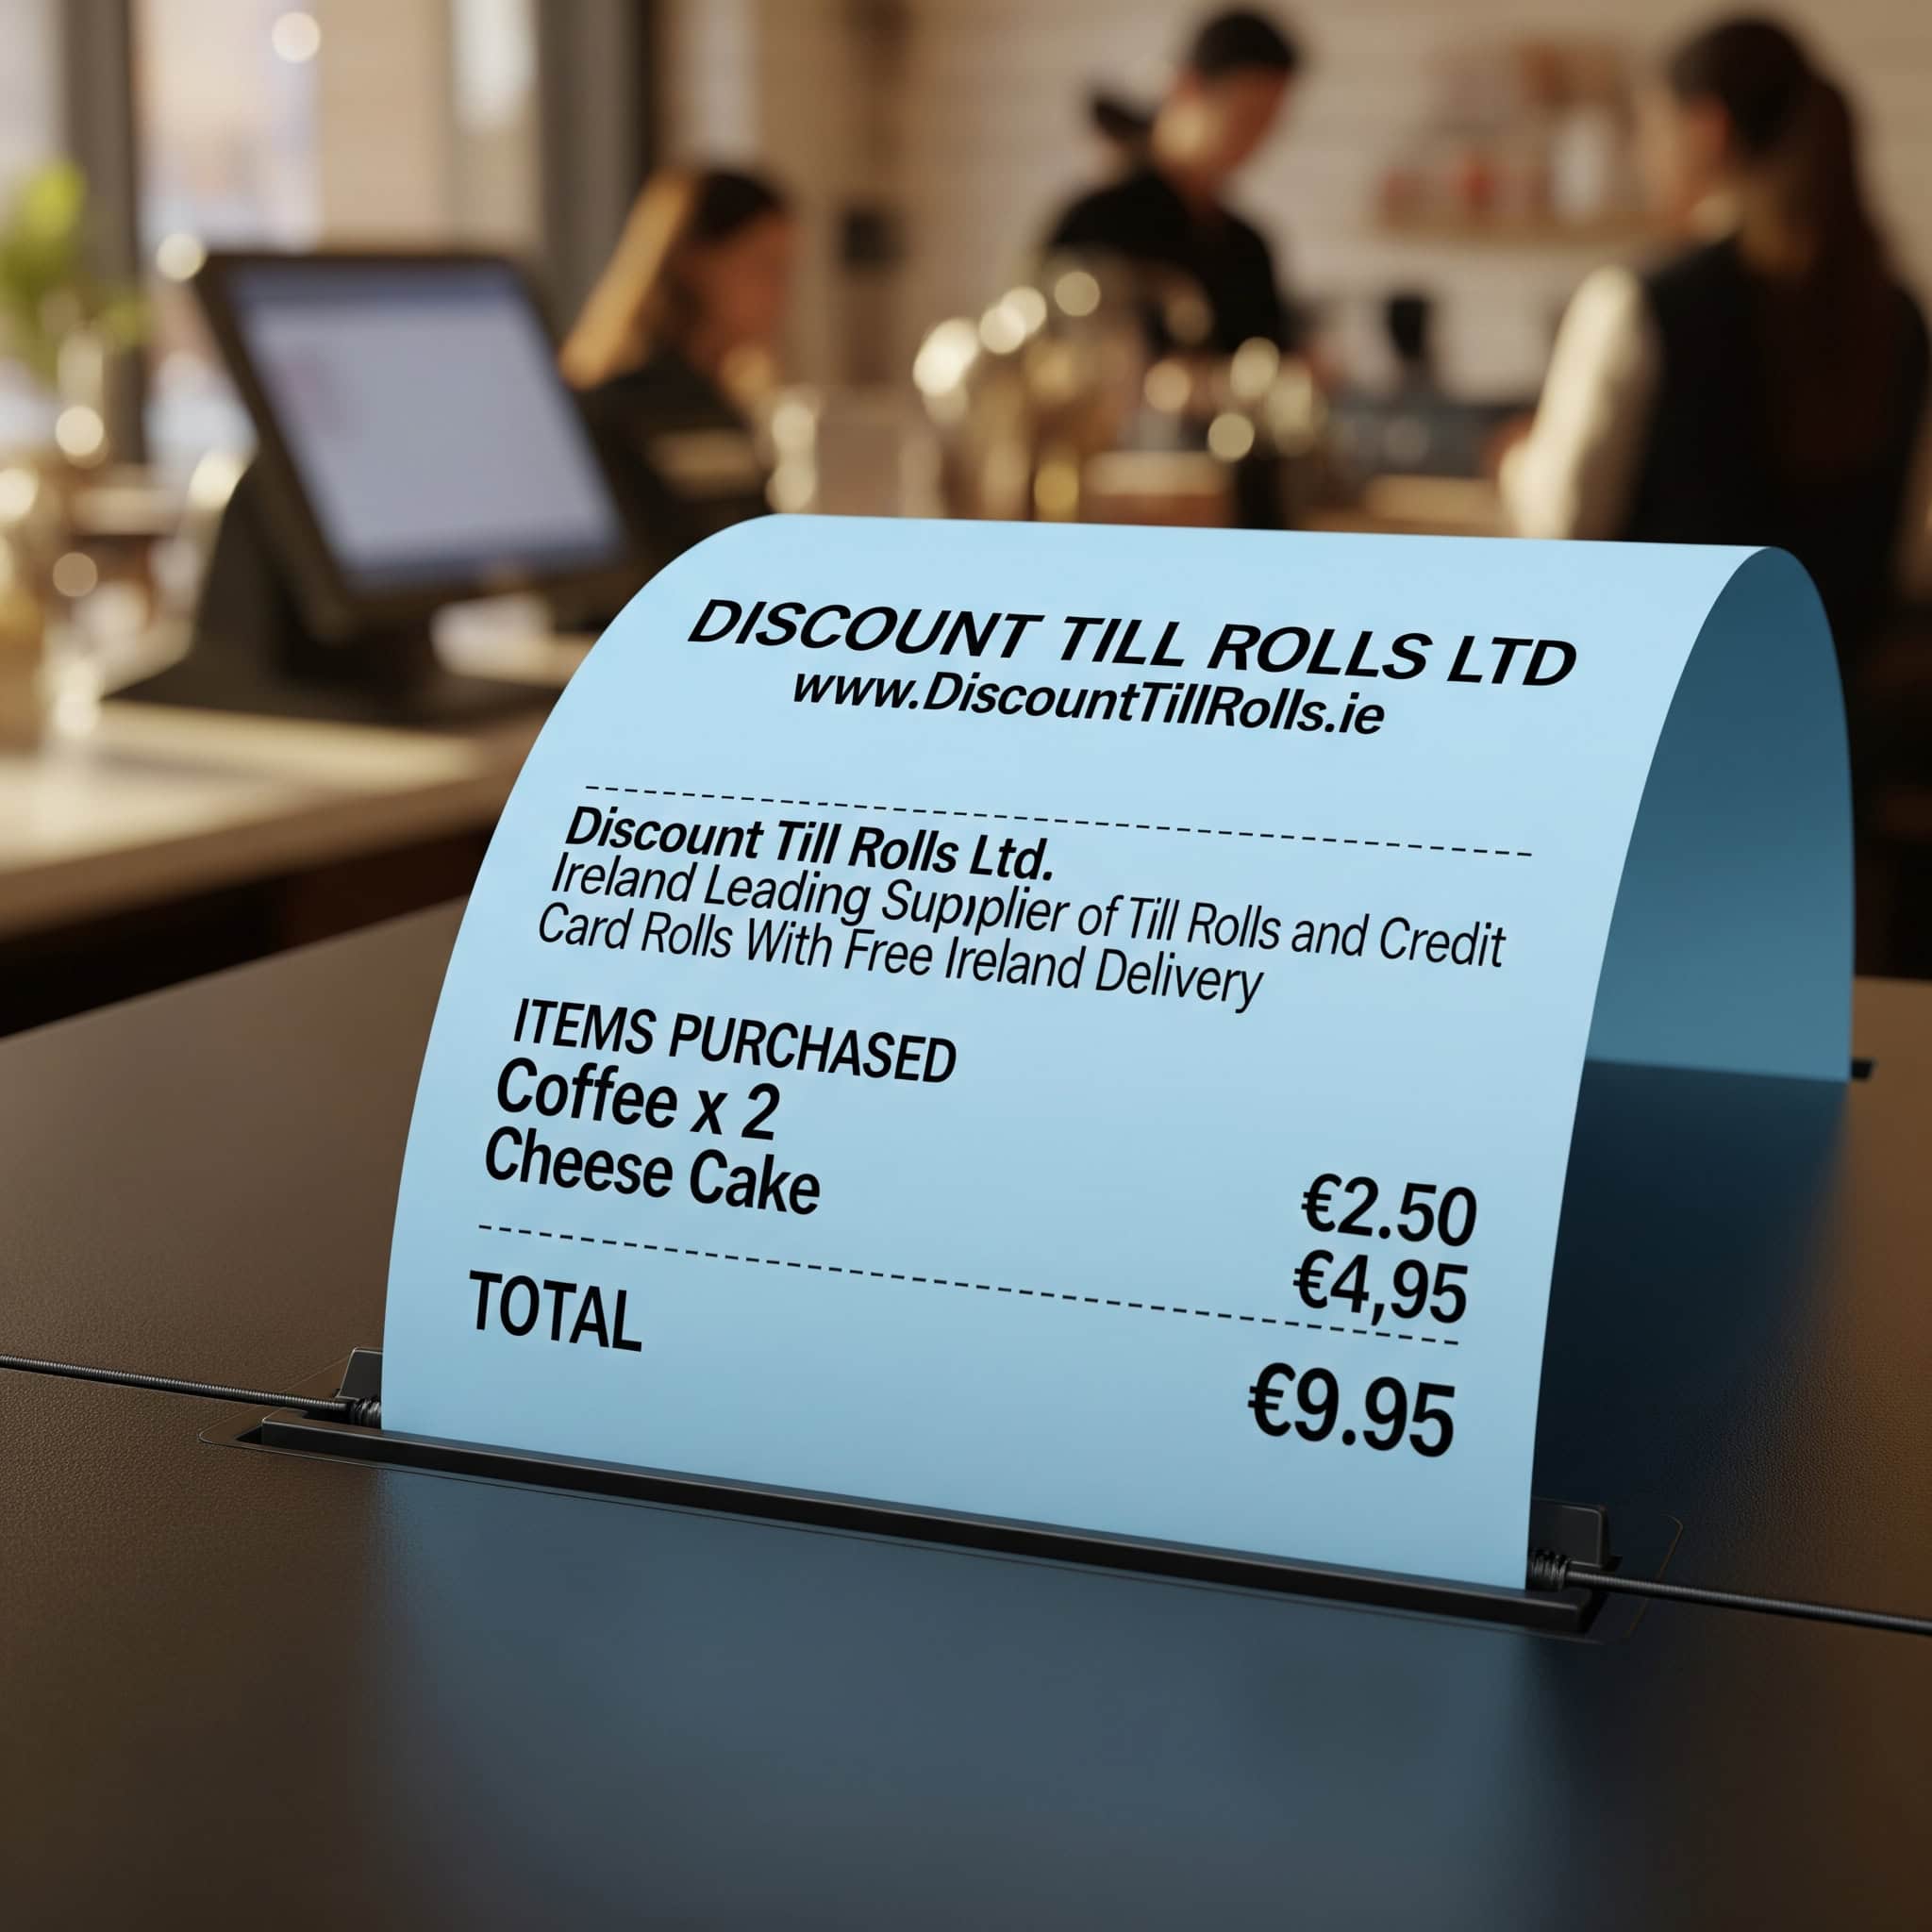 DISCOUNT TILL ROLLS LTD
www.DiscountTillRolls.ie
Discount Till Rolls Ltd.
Ireland Leading Suppplier of Till Rolls and Credit
Card Rolls With Free Ireland Delivery
ITEMS PURCHASED
Coffee x 2
Cheese Cake
€2.50
€4,95
TOTAL
€9.95